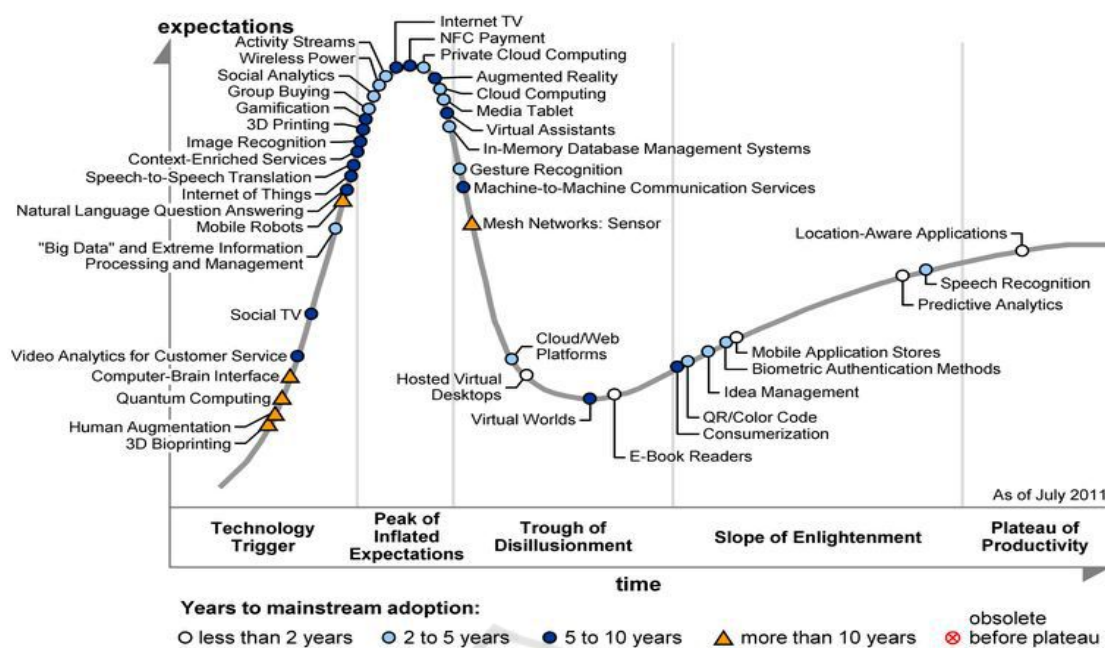 expectations
Internet TV
NFC Payment
Activity Streams
Private Cloud Computing
Wireless Power
Social Analytics
Augmented Reality
Group Buying
Cloud Computing
Gamification
Media Tablet
3D Printing
Virtual Assistants
Image Recognition
In-Memory Database Management Systems
Context-Enriched Services
Speech-to-Speech Translation
Gesture Recognition
Internet of Things
Machine-to-Machine Communication Services
Natural Language Question Answering
Mobile Robots
Mesh Networks: Sensor
Location-Aware Applications
"Big Data" and Extreme Information
Processing and Management
Speech Recognition
Predictive Analytics
Social TV
Cloud/Web
Platforms
Video Analytics for Customer Service
Mobile Application Stores
Computer-Brain Interface
Biometric Authentication Methods
Hosted Virtual
Desktops
Idea Management
Quantum Computing
Virtual Worlds
QR/Color Code
Human Augmentation
Consumerization
3D Bioprinting
E-Book Readers
As of July 2011
Technology
Trigger
Peak of
Inflated
Expectations
Trough of
Disillusionment
Slope of Enlightenment
Plateau of
Productivity
time
Years to mainstream adoption:
less than 2 years
2 to 5 years
5 to 10 years
more than 10 years
obsolete
before plateau